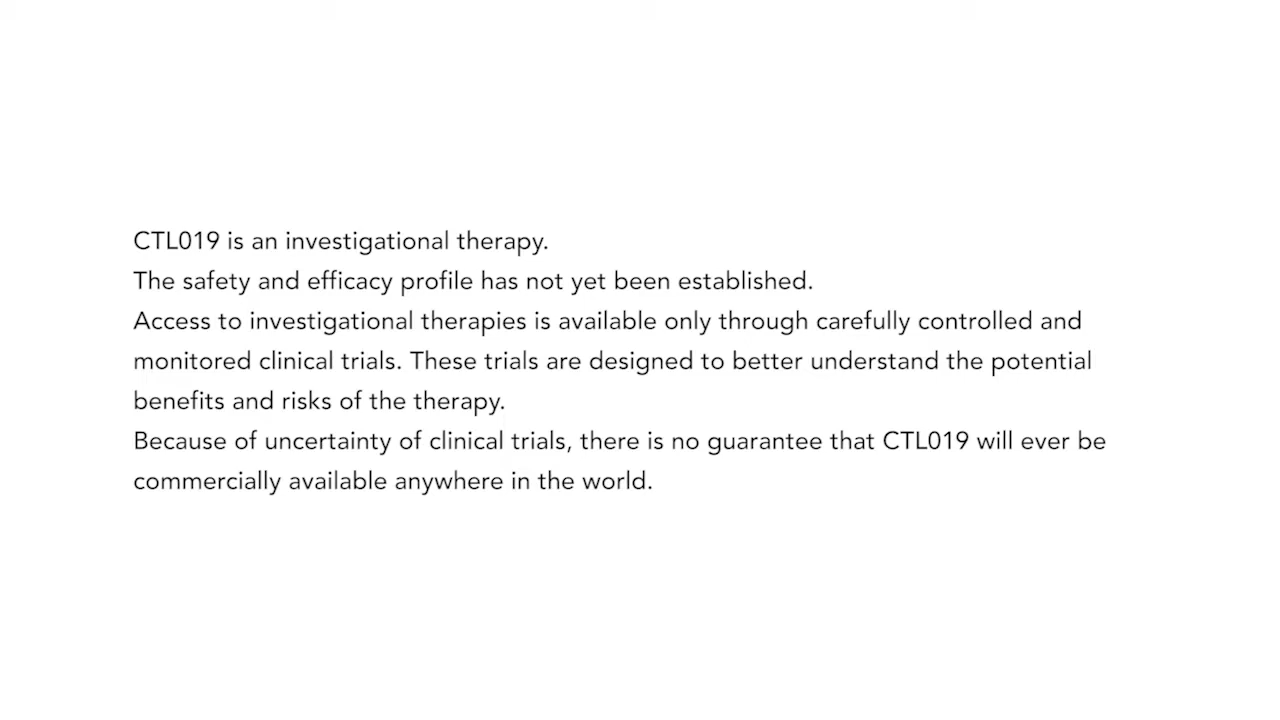 CTL019 is an investigational therapy.
The safety and efficacy profile has not yet been established.
Access to investigational therapies is available only through carefully controlled and
monitored clinical trials. These trials are designed to better understand the potential
benefits and risks of the therapy.
Because of uncertainty of clinical trials, there is no guarantee that CTL019 will ever be
commercially available anywhere in the world.